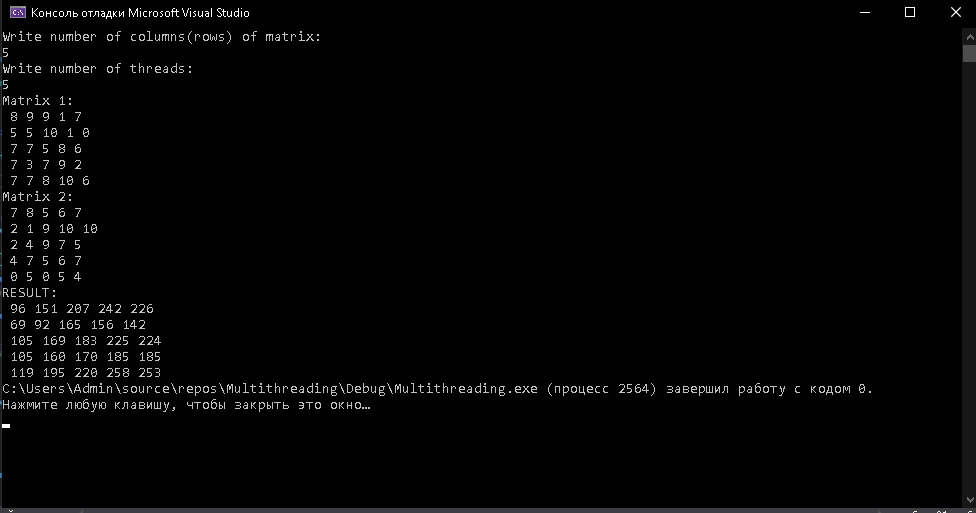 Консоль отладки Microsoft Visual Studio
Write number of columns(rows) of matrix:
5
Write number of threads:
5
Matrix 1:
8 9 9 1 7
5 5 10 1 0
7 7 5 8 6
7 3 7 9 2
7 7 8 10 6
Matrix 2:
7 8 5 6 7
2 1 9 10 10
2 4 9 7 5
4 7 5 6 7
0 5 0 5 4
RESULT:
96 151 207 242 226
69 92 165 156 142
105 169 183 225 224
105 160 170 185 185
119 195 220 258 253
C:\Users\Admin\source\repos\Multithreading\Debug\Multithreading.exe (процесс 2564) завершил работу с кодом 0.
Нажмите любую клавишу, чтобы закрыть это окно…